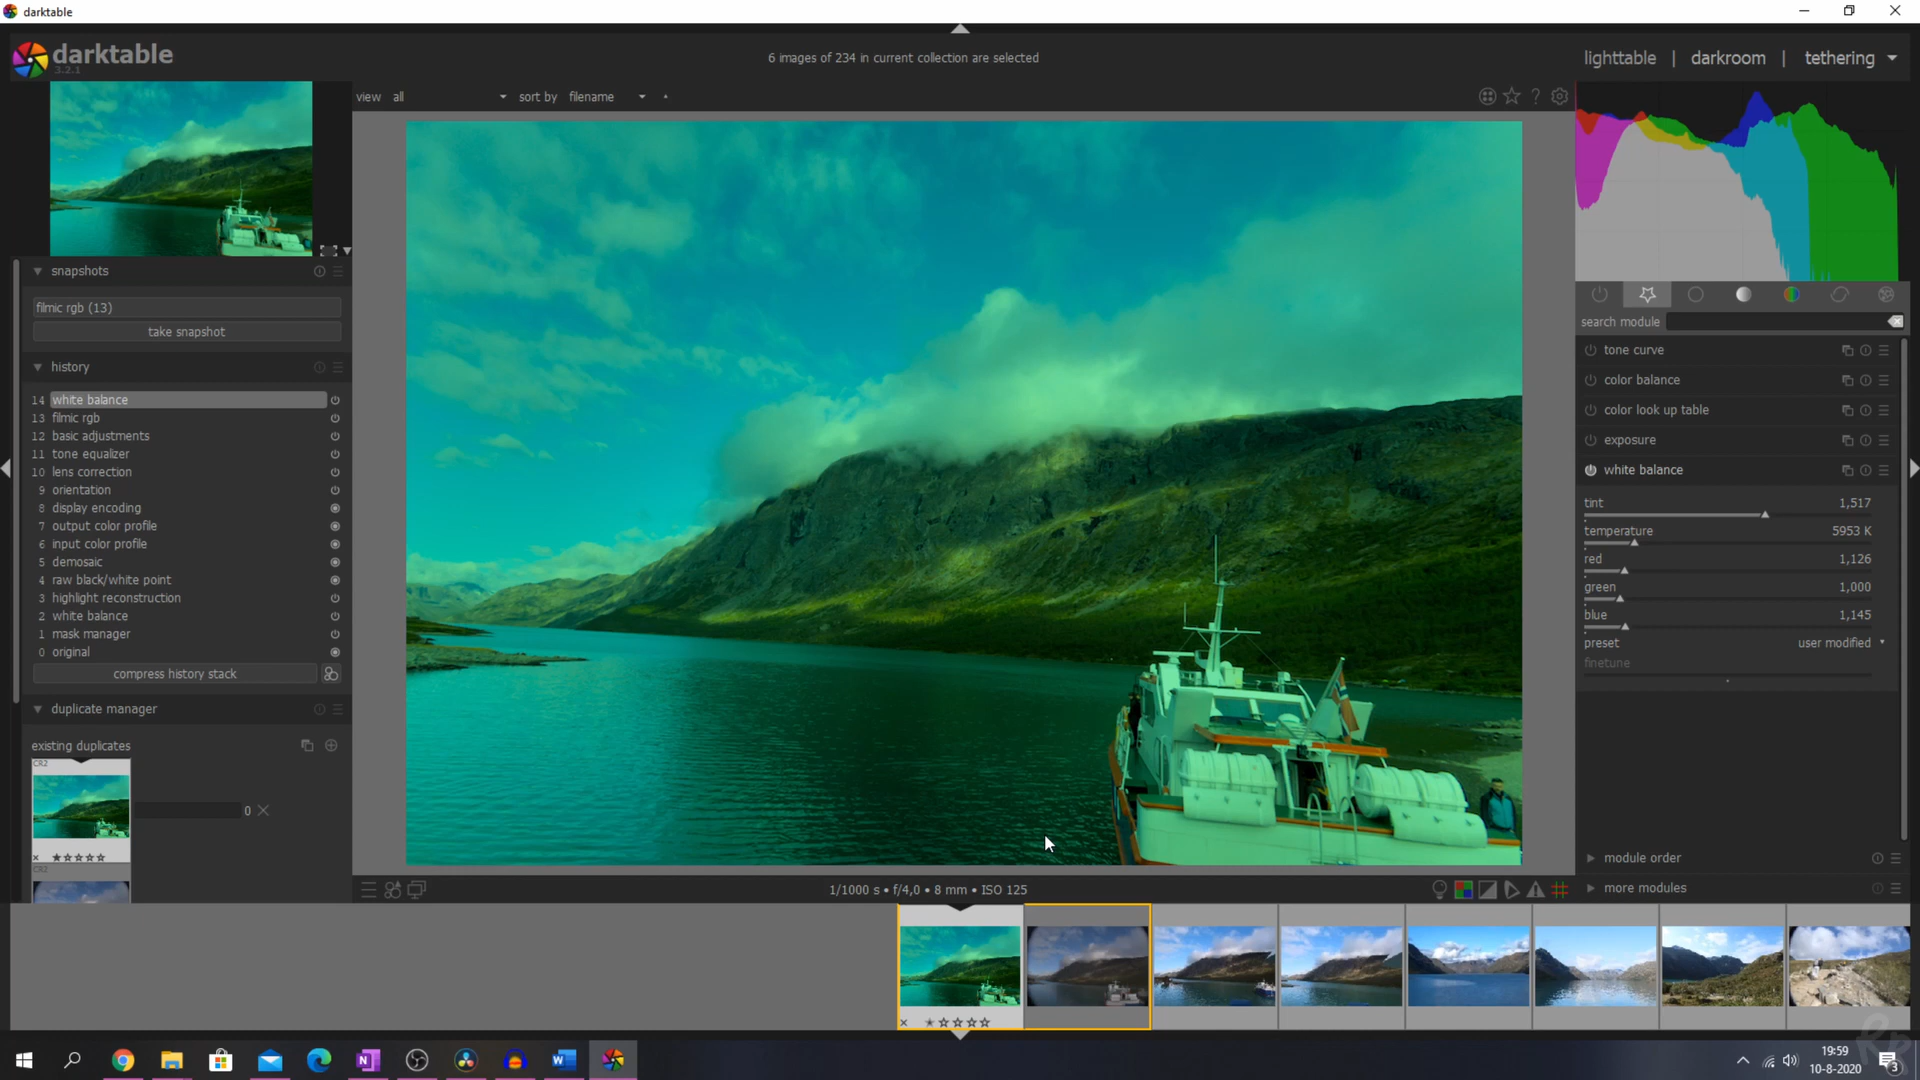 darktable
darktable
3.2.1
6 images of 234 in current collection are selected
lighttable | darkroom | tethering
view all sort by filename
snapshots
filmic rgb (13)
take snapshot
history
14 white balance
13 filmic rgb
12 basic adjustments
11 tone equalizer
10 lens correction
9 orientation
8 display encoding
7 output color profile
6 input color profile
5 demosaic
4 raw black/white point
3 highlight reconstruction
2 white balance
1 mask manager
0 original
compress history stack
duplicate manager
existing duplicates
CR2
0
CR2
1/1000 s • f/4,0 • 8 mm • ISO 125
search module
tone curve
color balance
color look up table
exposure
white balance
tint 1,517
temperature 5953 K
red 1,126
green 1,000
blue 1,145
preset user modified
finetune
module order
more modules
19:59
10-8-2020
3